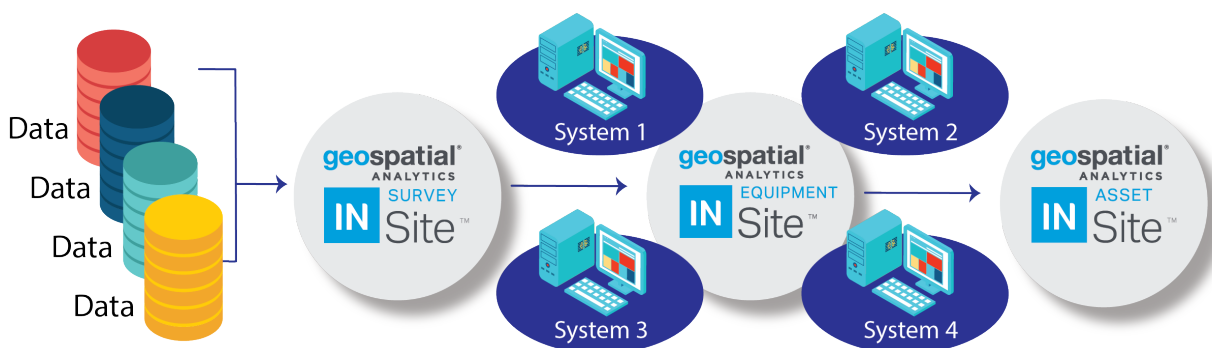 Data
Data
Data
Data
geospatial®
ANALYTICS
IN SURVEY
Site™
System 1
System 3
geospatial®
ANALYTICS
IN EQUIPMENT
Site™
System 2
System 4
geospatial®
ANALYTICS
IN ASSET
Site™